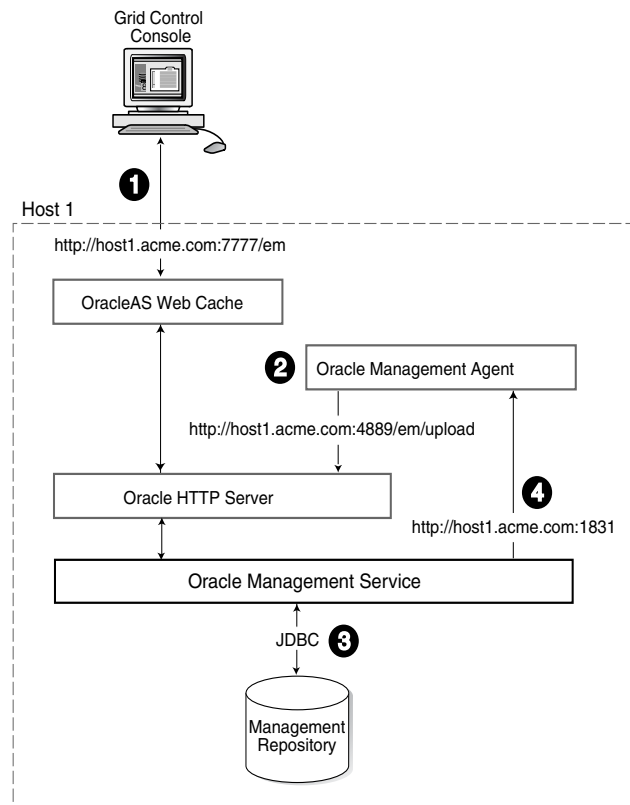 Grid Control
Console
1
Host 1
http://host1.acme.com:7777/em
OracleAS Web Cache
2
Oracle Management Agent
http://host1.acme.com:4889/em/upload
Oracle HTTP Server
4
http://host1.acme.com:1831
Oracle Management Service
JDBC 3
Management
Repository